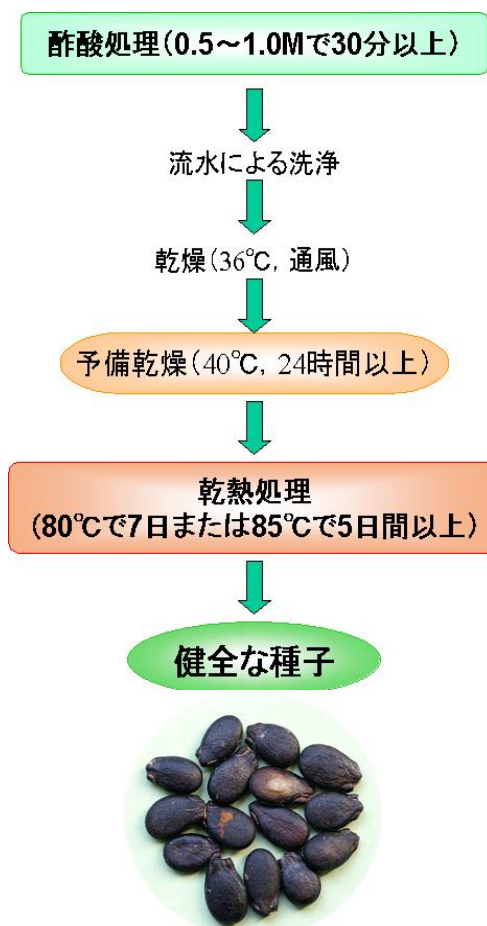 酢酸処理(0.5～1.0Mで30分以上)
流水による洗浄
乾燥(36℃, 通風)
予備乾燥(40℃, 24時間以上)
乾熱処理
(80℃で7日または85℃で5日間以上)
健全な種子